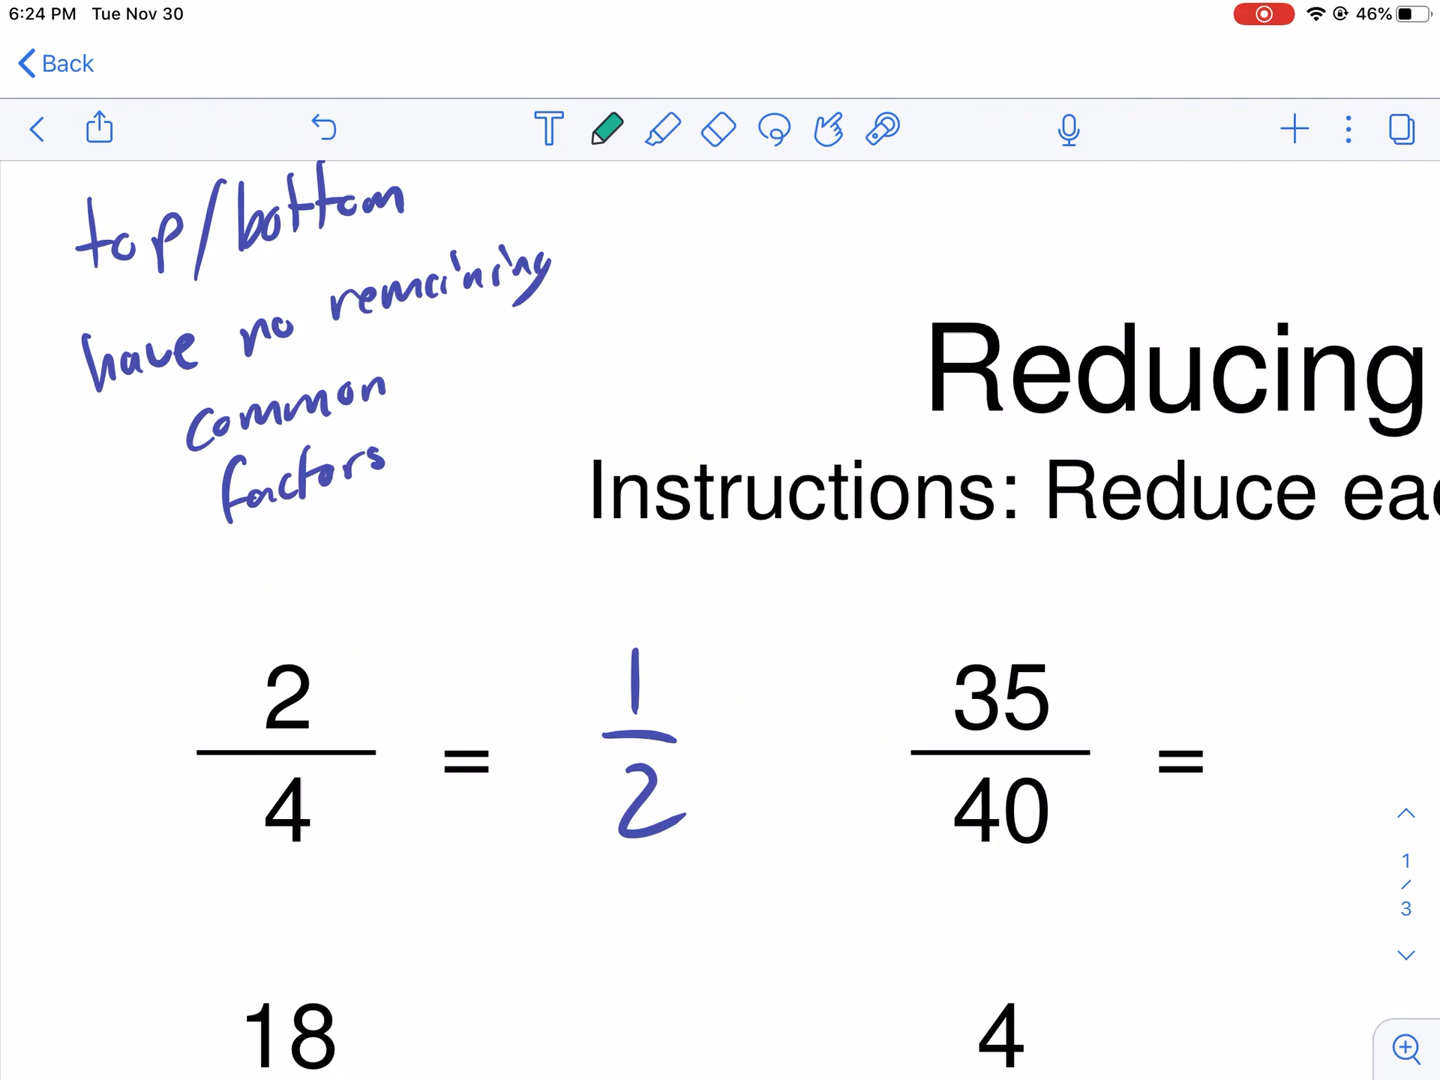 6:24 PM Tue Nov 30
46%
Back
top/bottom
have no remaining
common
factors
Reducing
Instructions: Reduce eac
2
4
=
1
2
35
40
=
1
/
3
18
4